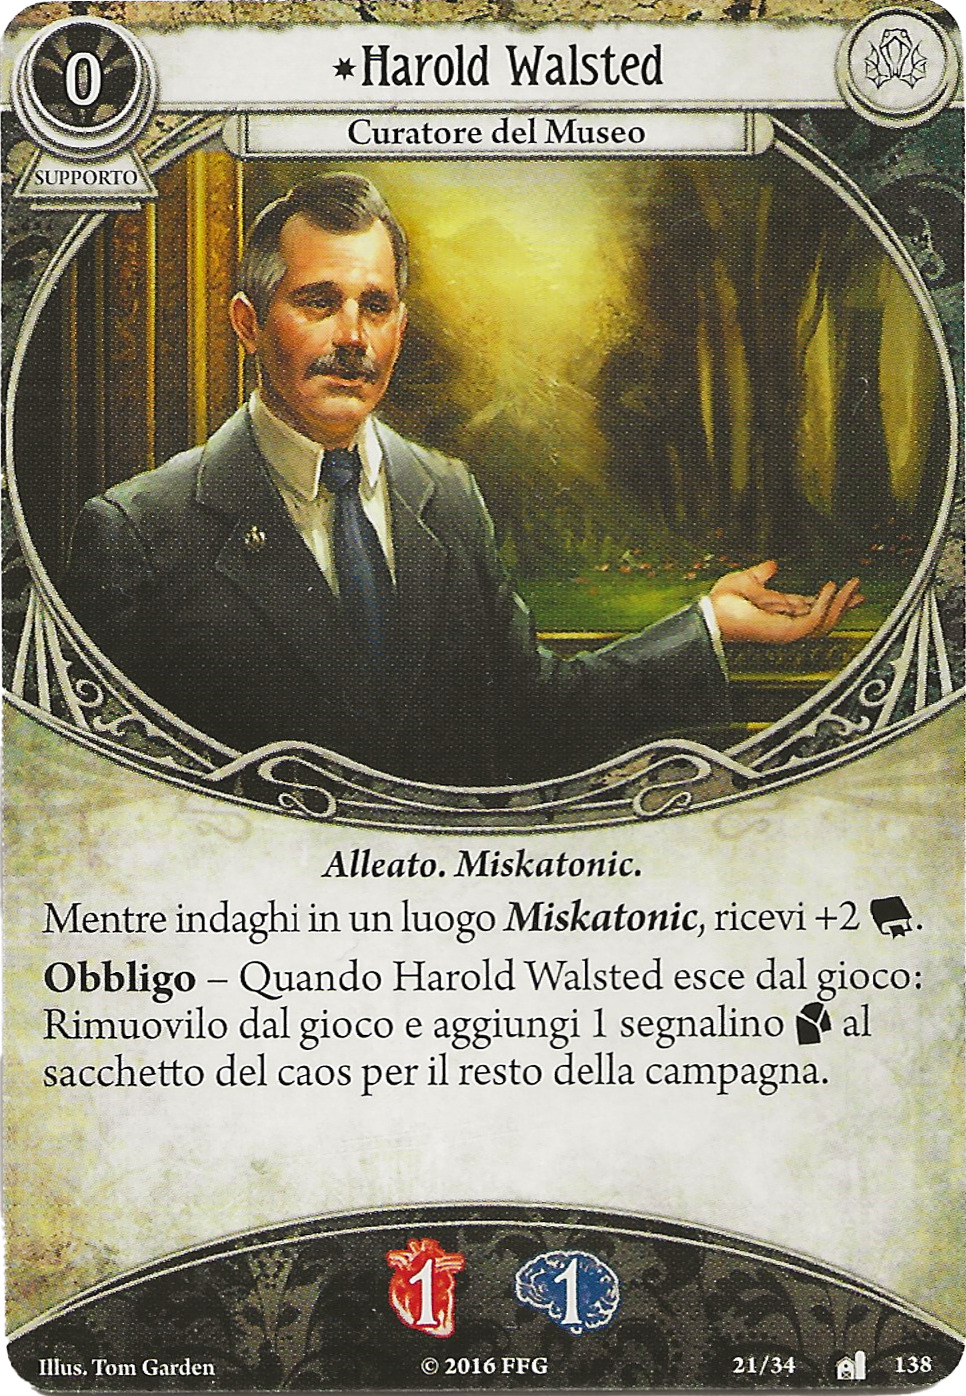 0
Harold Walsted
Curatore del Museo
SUPPORTO
Alleato. Miskatonic.
Mentre indaghi in un luogo Miskatonic, ricevi +2 .
Obbligo – Quando Harold Walsted esce dal gioco:
Rimuovilo dal gioco e aggiungi 1 segnalino al
sacchetto del caos per il resto della campagna.
1 1
Illus. Tom Garden © 2016 FFG 21/34 138